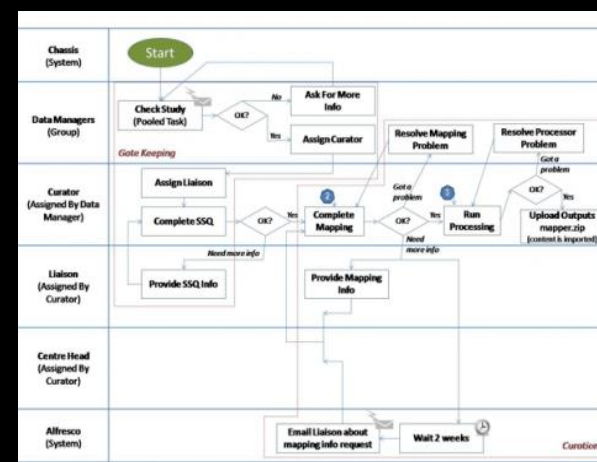 Chassis
(System)
Start
Data Managers
(Group)
Check Study
(Pooled Task)
OK?
No
Ask For More
Info
Yes
Assign Curator
Gate Keeping
Resolve Mapping
Problem
Resolve Processor
Problem
Curator
(Assigned By Data
Manager)
Assign Liaison
Complete SSQ
OK?
Yes
2
Complete
Mapping
Got a
problem
OK?
Yes
Need
more info
Run
Processing
Got a
problem
OK?
Yes
Upload Outputs
mapper.zip
(content is imported)
Need more info
Liaison
(Assigned By
Curator)
Provide SSQ Info
Provide Mapping
Info
Centre Head
(Assigned By
Curator)
Alfresco
(System)
Email Liaison about
mapping info request
Wait 2 weeks